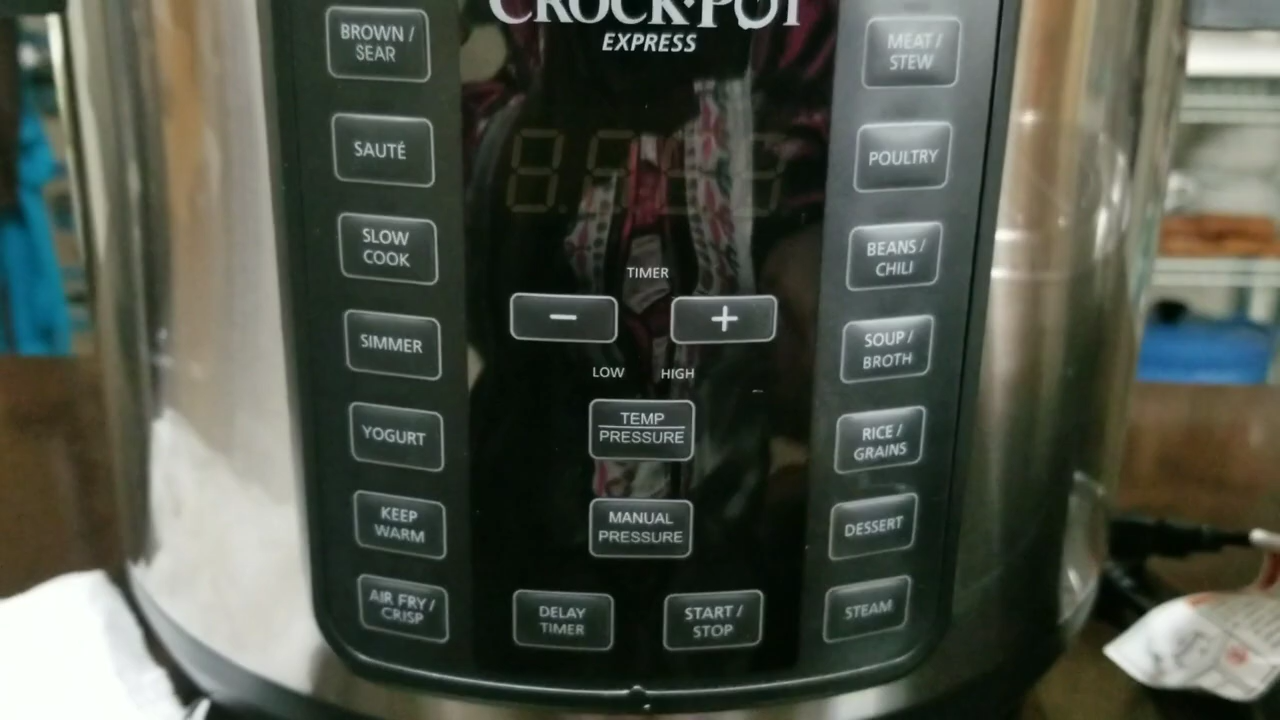 CROCK·POT
EXPRESS
BROWN /
SEAR
SAUTÉ
SLOW
COOK
SIMMER
YOGURT
KEEP
WARM
AIR FRY /
CRISP
TIMER
− +
LOW HIGH
TEMP
PRESSURE
MANUAL
PRESSURE
DELAY
TIMER
START /
STOP
MEAT /
STEW
POULTRY
BEANS /
CHILI
SOUP /
BROTH
RICE /
GRAINS
DESSERT
STEAM